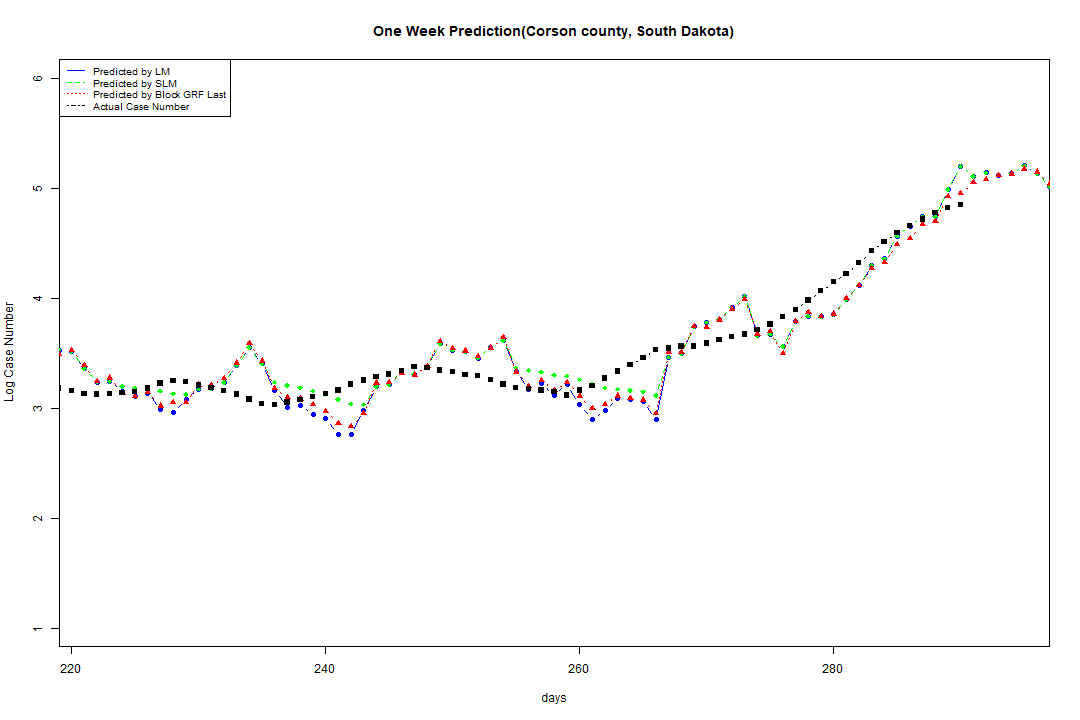 One Week Prediction(Corson county, South Dakota)
Predicted by LM
Predicted by SLM
Predicted by Block GRF Last
Actual Case Number
6
5
4
3
2
1
Log Case Number
220 240 260 280
days